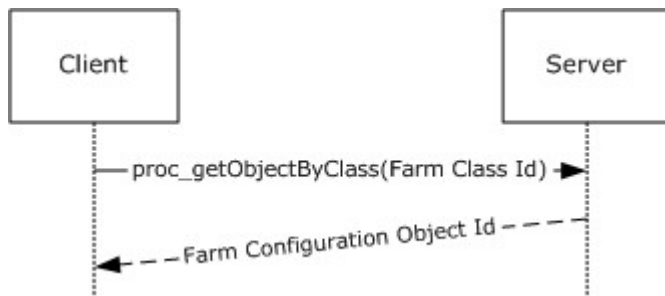 Client
Server
proc_getObjectByClass(Farm Class Id)
Farm Configuration Object Id